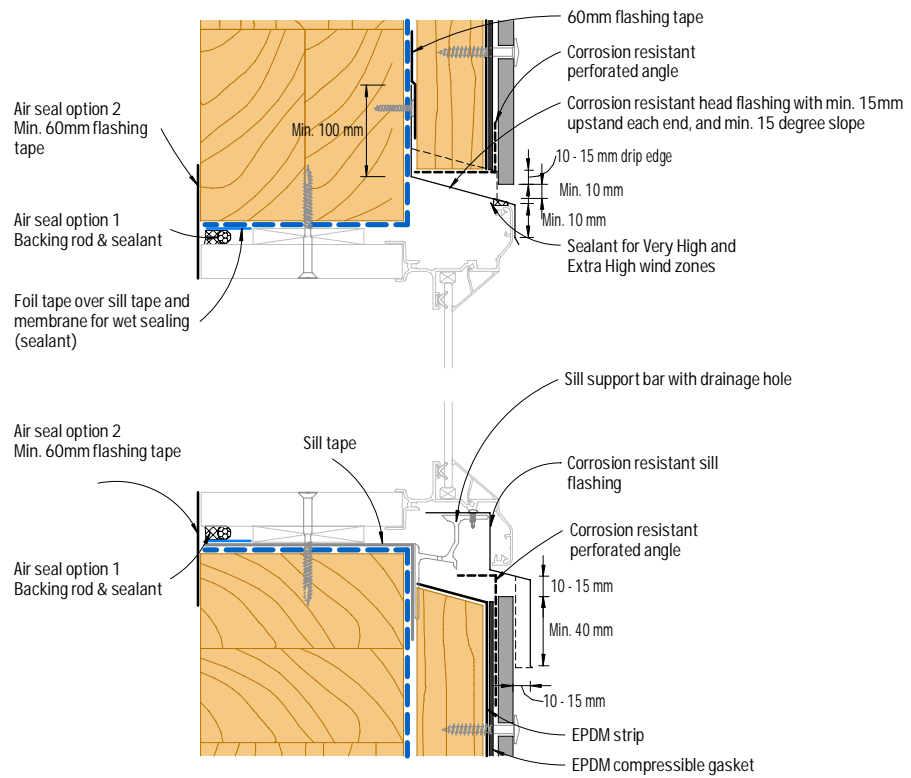 60mm flashing tape
Corrosion resistant
perforated angle
Air seal option 2
Min. 60mm flashing
tape
Min. 100 mm
Corrosion resistant head flashing with min. 15mm
upstand each end, and min. 15 degree slope
10 - 15 mm drip edge
Min. 10 mm
Min. 10 mm
Air seal option 1
Backing rod & sealant
Sealant for Very High and
Extra High wind zones
Foil tape over sill tape and
membrane for wet sealing
(sealant)
Sill support bar with drainage hole
Air seal option 2
Min. 60mm flashing tape
Sill tape
Corrosion resistant sill
flashing
Corrosion resistant
perforated angle
Air seal option 1
Backing rod & sealant
10 - 15 mm
Min. 40 mm
10 - 15 mm
EPDM strip
EPDM compressible gasket